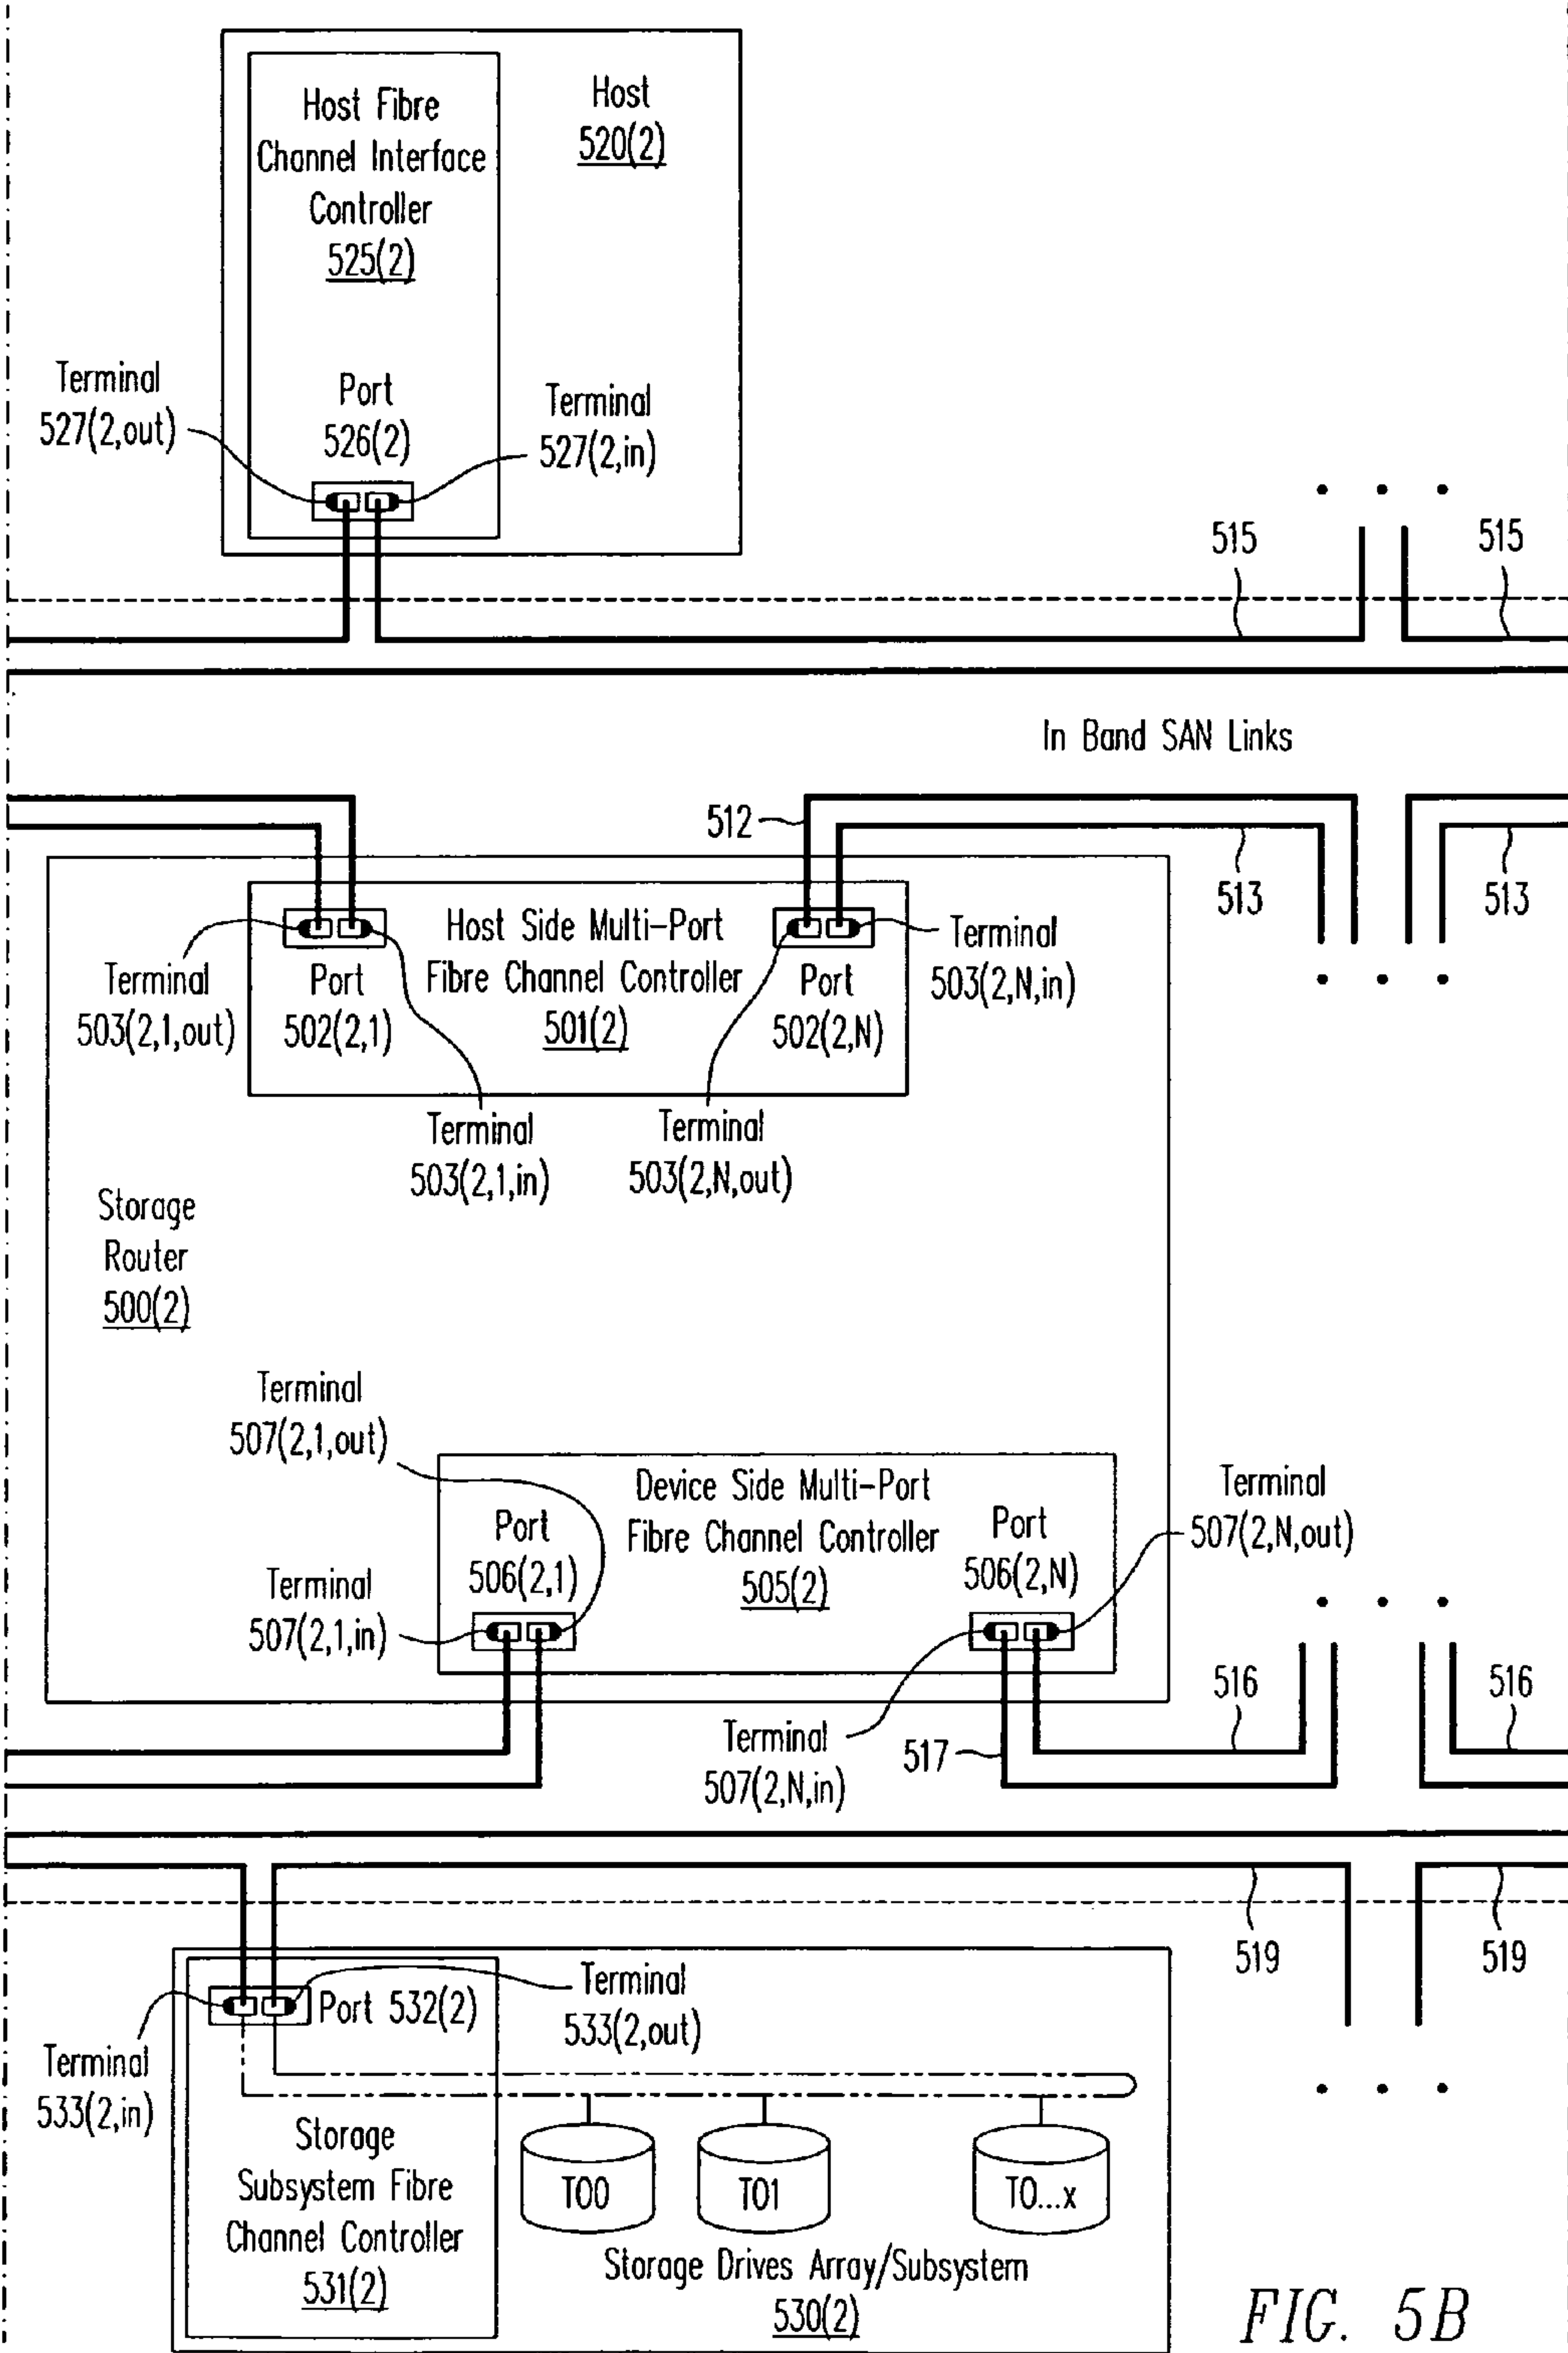 Host Fibre
Channel Interface
Controller
525(2)
Host
520(2)
Terminal
527(2,out)
Port
526(2)
Terminal
527(2,in)
515
515
In Band SAN Links
512
513
513
Host Side Multi-Port
Fibre Channel Controller
501(2)
Terminal
503(2,1,out)
Port
502(2,1)
Port
502(2,N)
Terminal
503(2,N,in)
Terminal
503(2,1,in)
Terminal
503(2,N,out)
Storage
Router
500(2)
Terminal
507(2,1,out)
Device Side Multi-Port
Fibre Channel Controller
505(2)
Port
506(2,1)
Port
506(2,N)
Terminal
507(2,N,out)
Terminal
507(2,1,in)
Terminal
507(2,N,in)
517
516
516
519
519
Port 532(2)
Terminal
533(2,out)
Terminal
533(2,in)
Storage
Subsystem Fibre
Channel Controller
531(2)
T00
T01
T0...x
Storage Drives Array/Subsystem
530(2)
FIG. 5B